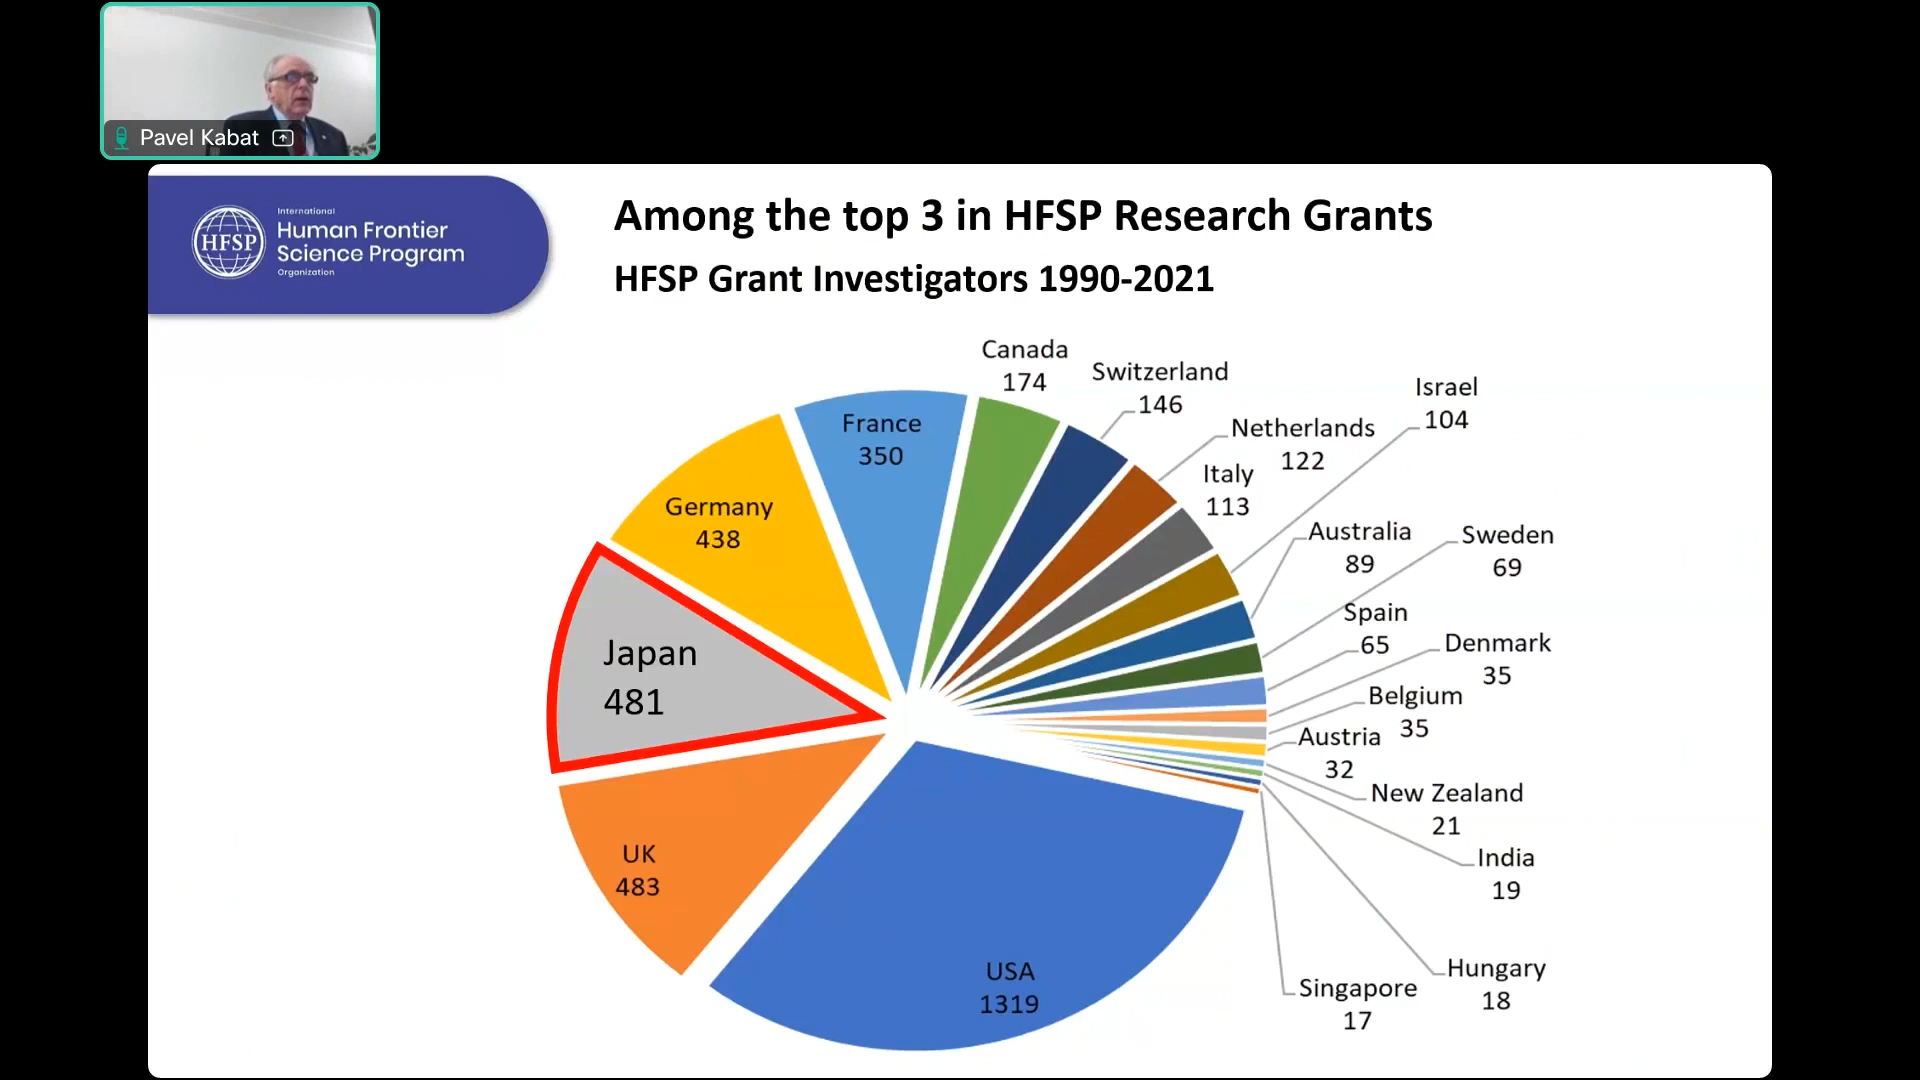 Pavel Kabat
International
Human Frontier
Science Program
Organization
HFSP
Among the top 3 in HFSP Research Grants
HFSP Grant Investigators 1990-2021
Canada
174
Switzerland
146
Israel
104
France
350
Netherlands
122
Italy
113
Germany
438
Australia
89
Sweden
69
Spain
65
Denmark
35
Japan
481
Belgium
35
Austria
32
New Zealand
21
UK
483
India
19
USA
1319
Hungary
18
Singapore
17